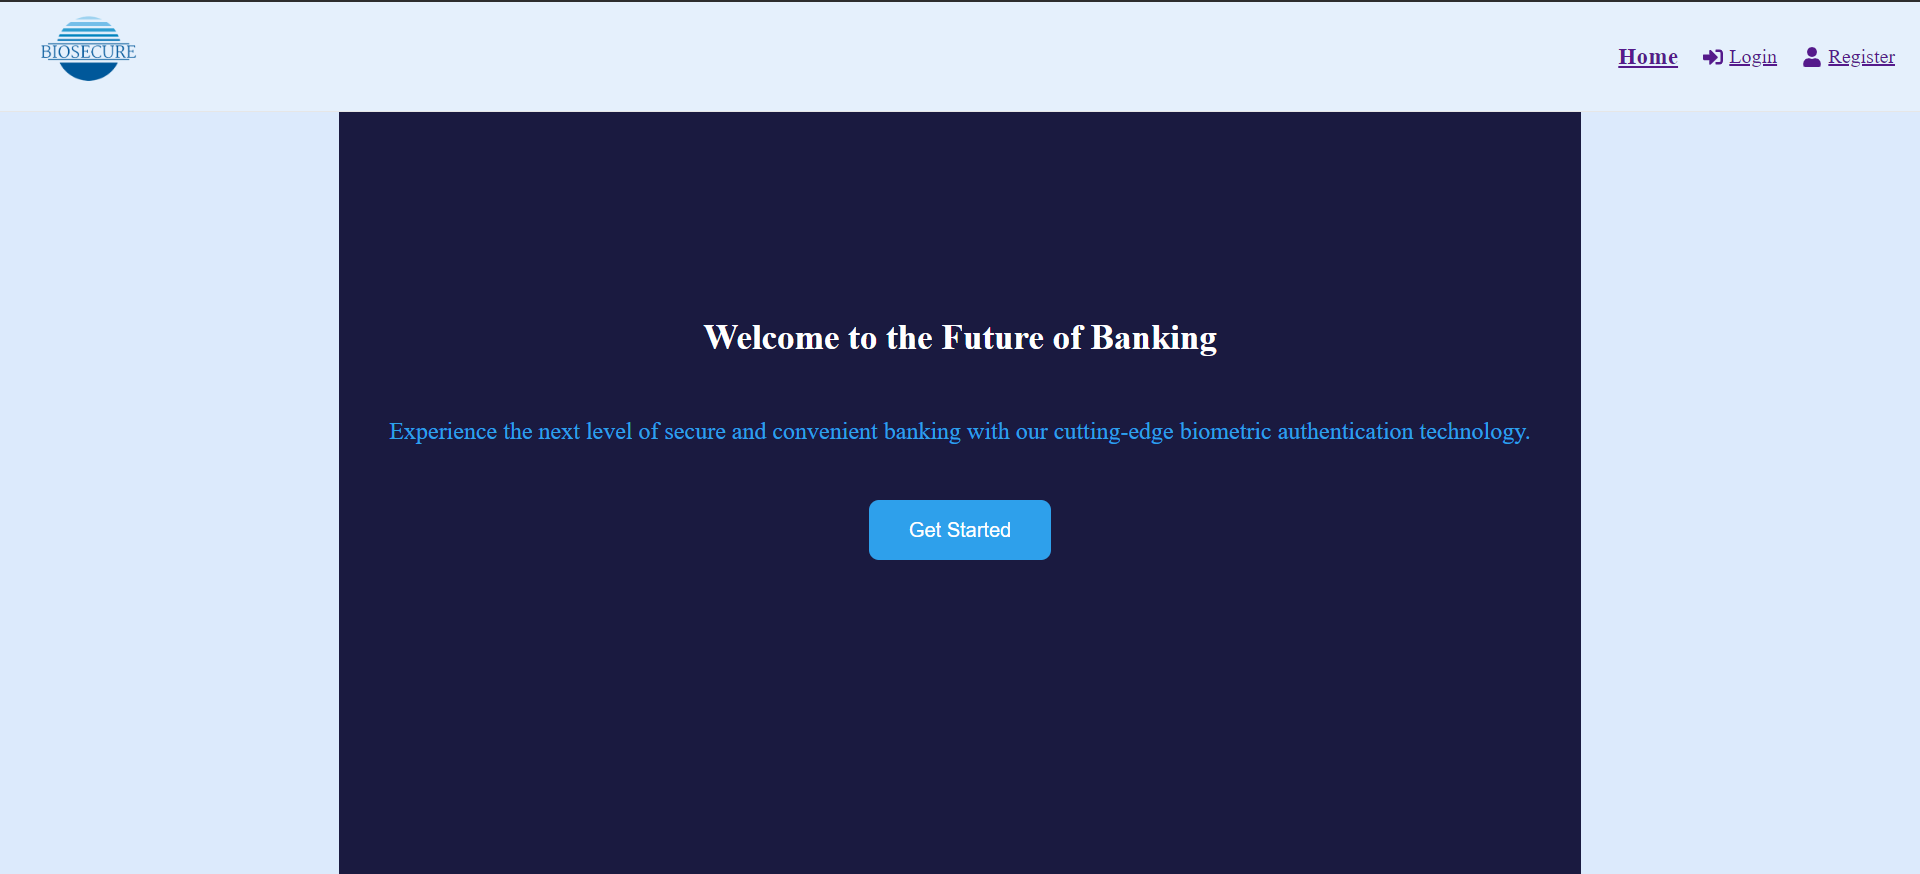 BIOSECURE
Home Login Register
Welcome to the Future of Banking
Experience the next level of secure and convenient banking with our cutting-edge biometric authentication technology.
Get Started